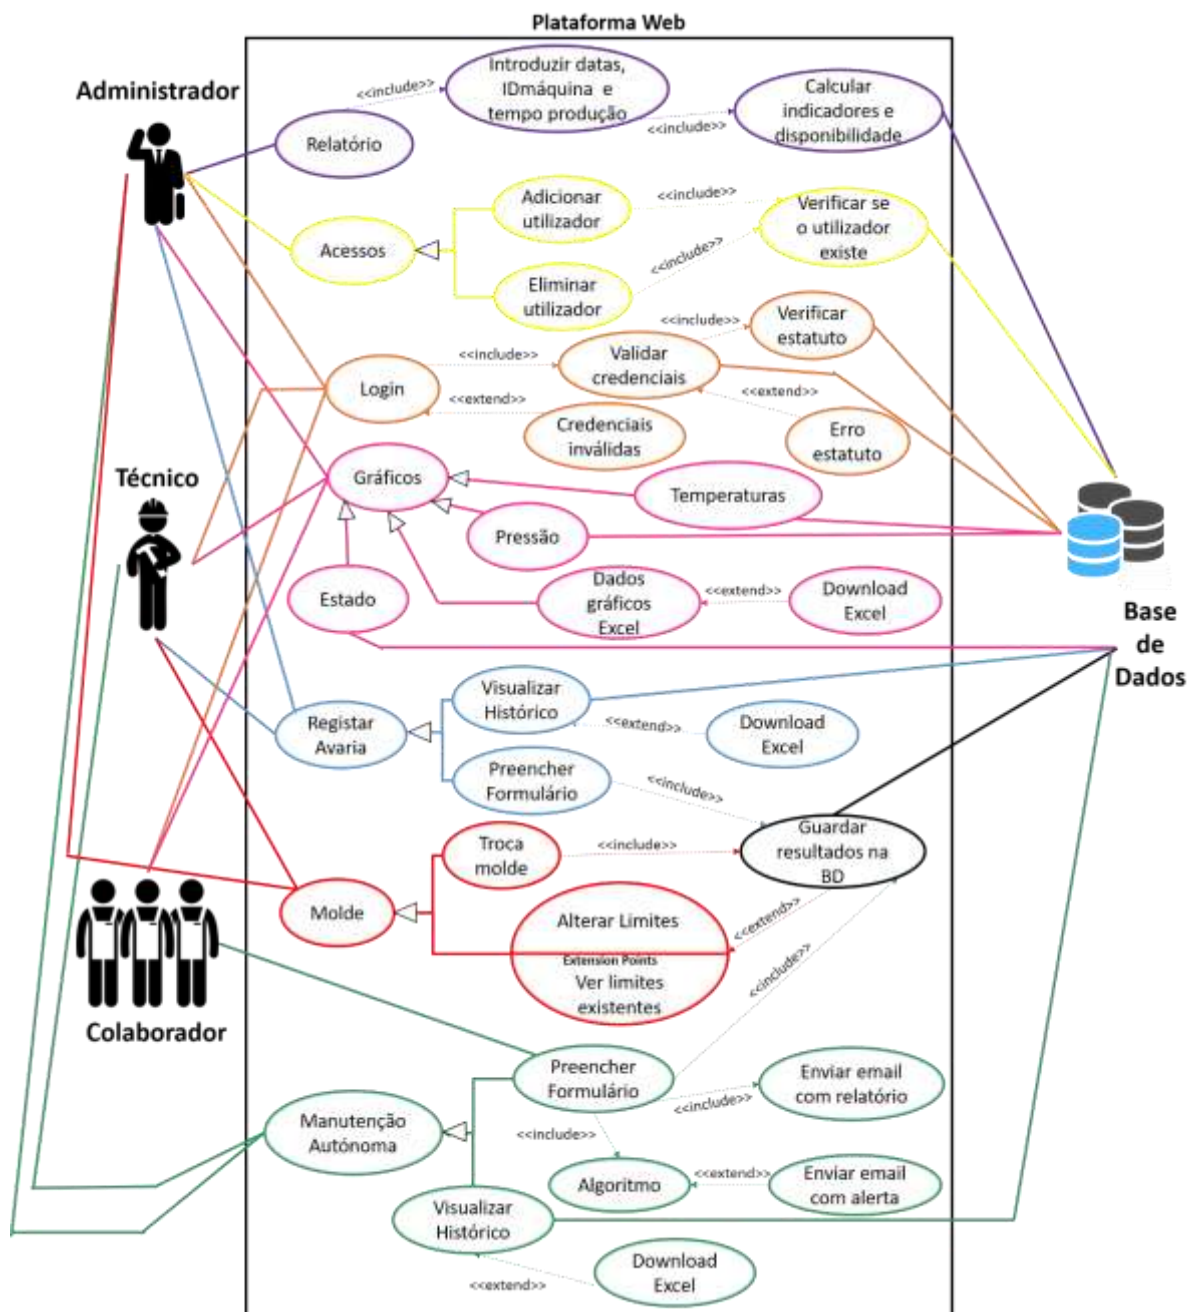 Plataforma Web
Administrador
<<include>>
Introduzir datas,
IDmáquina e
tempo produção
<<include>>
Calcular
indicadores e
disponibilidade
Relatório
Adicionar
utilizador
<<include>>
Verificar se
o utilizador
existe
Acessos
Eliminar
utilizador
<<include>>
Verificar
estatuto
<<include>>
Login
<<include>>
Validar
credenciais
<<extend>>
Credenciais
inválidas
<<extend>>
Erro
estatuto
Técnico
Gráficos
Temperaturas
Pressão
Estado
Dados
gráficos
Excel
<<extend>>
Download
Excel
Base
de
Dados
Registar
Avaria
Visualizar
Histórico
<<extend>>
Download
Excel
Preencher
Formulário
<<include>>
Troca
molde
<<include>>
Guardar
resultados na
BD
Molde
Alterar Limites
Extension Points
Ver limites
existentes
<<extend>>
<<include>>
Colaborador
Preencher
Formulário
<<include>>
Enviar email
com relatório
Manutenção
Autónoma
<<include>>
Algoritmo
<<extend>>
Enviar email
com alerta
Visualizar
Histórico
<<extend>>
Download
Excel